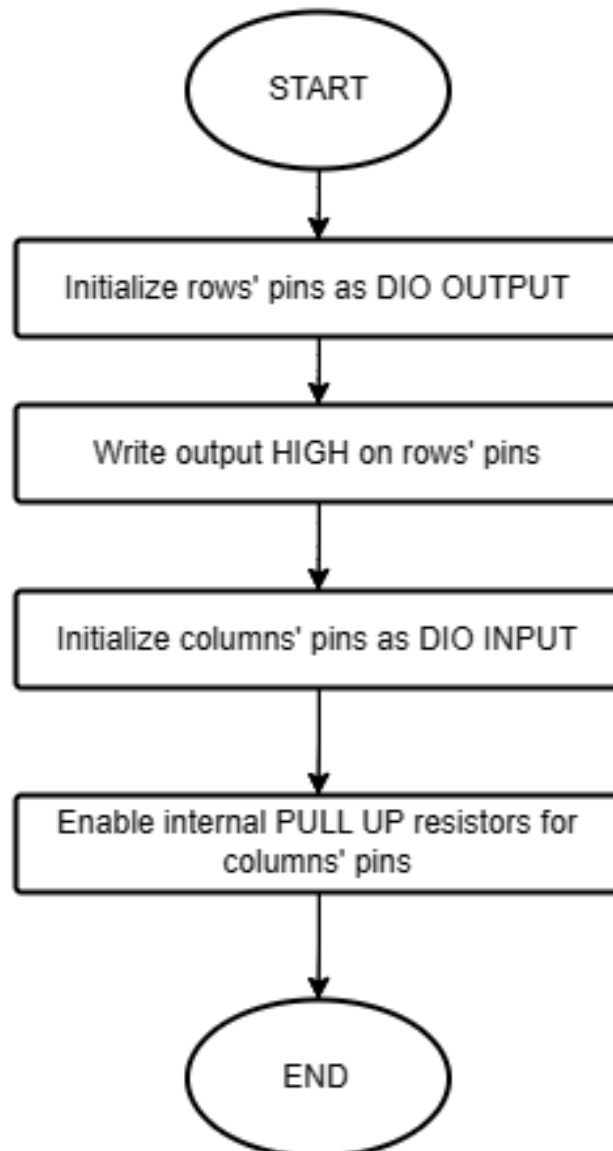 START
Initialize rows' pins as DIO OUTPUT
Write output HIGH on rows' pins
Initialize columns' pins as DIO INPUT
Enable internal PULL UP resistors for
columns' pins
END